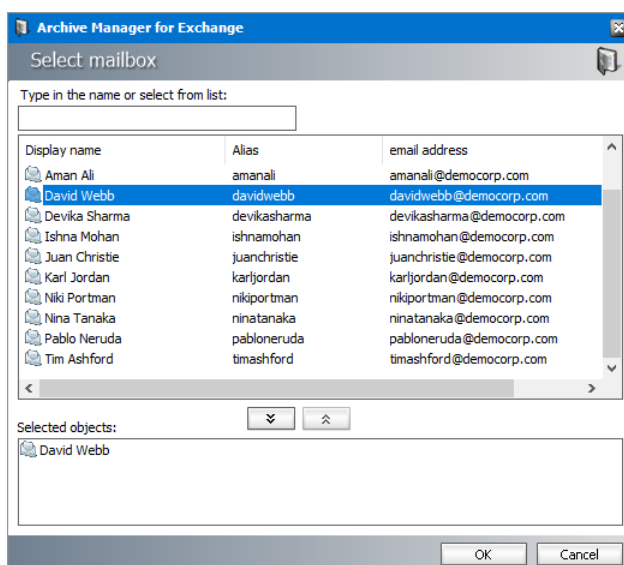 Archive Manager for Exchange
Select mailbox
Type in the name or select from list:
Display name Alias email address
Aman Ali amanali amanali@democorp.com
David Webb davidwebb davidwebb@democorp.com
Devika Sharma devikasharma devikasharma@democorp.com
Ishna Mohan ishnamohan ishnamohan@democorp.com
Juan Christie juanchristie juanchristie@democorp.com
Karl Jordan karljordan karljordan@democorp.com
Niki Portman nikiportman nikiportman@democorp.com
Nina Tanaka ninatanaka ninatanaka@democorp.com
Pablo Neruda pabloneruda pabloneruda@democorp.com
Tim Ashford timashford timashford@democorp.com
Selected objects:
David Webb
OK Cancel